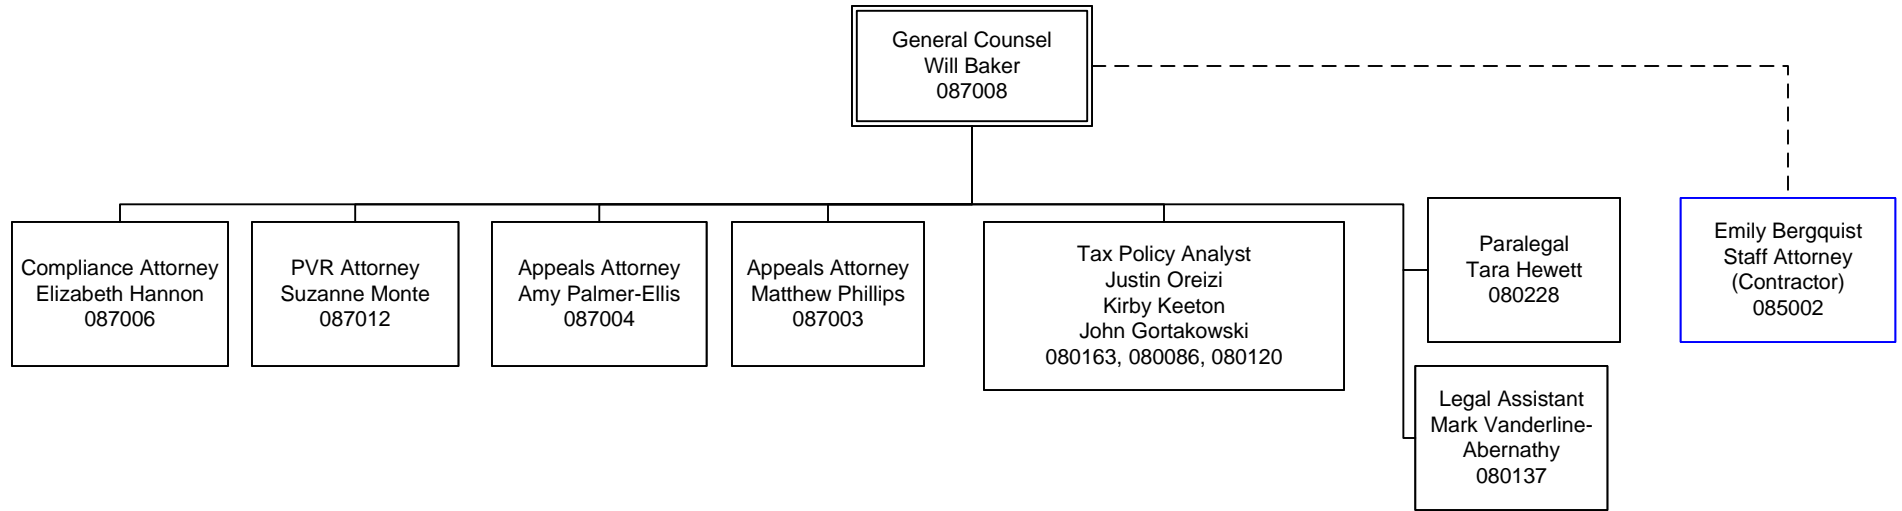 General Counsel
Will Baker
087008
Compliance Attorney
Elizabeth Hannon
087006
PVR Attorney
Suzanne Monte
087012
Appeals Attorney
Amy Palmer-Ellis
087004
Appeals Attorney
Matthew Phillips
087003
Tax Policy Analyst
Justin Oreizi
Kirby Keeton
John Gortakowski
080163, 080086, 080120
Paralegal
Tara Hewett
080228
Legal Assistant
Mark Vanderline-
Abernathy
080137
Emily Bergquist
Staff Attorney
(Contractor)
085002